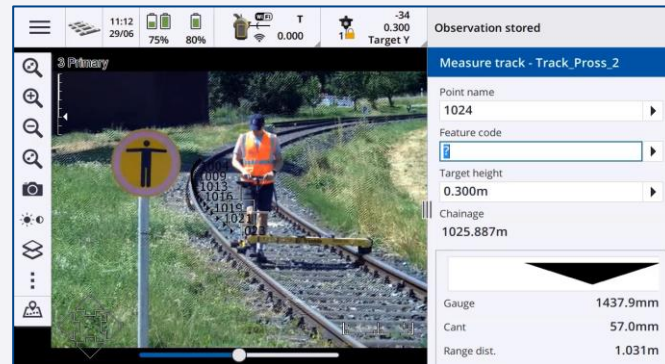 11:12
29/06
75%
80%
T
0.000
1
-34
0.300
Target Y
Observation stored
3 Primary
Measure track - Track_Pross_2
Point name
1024
Feature code
?
Target height
0.300m
Chainage
1025.887m
1009
1013
1016
1019
1021
023
Gauge 1437.9mm
Cant 57.0mm
Range dist. 1.031m